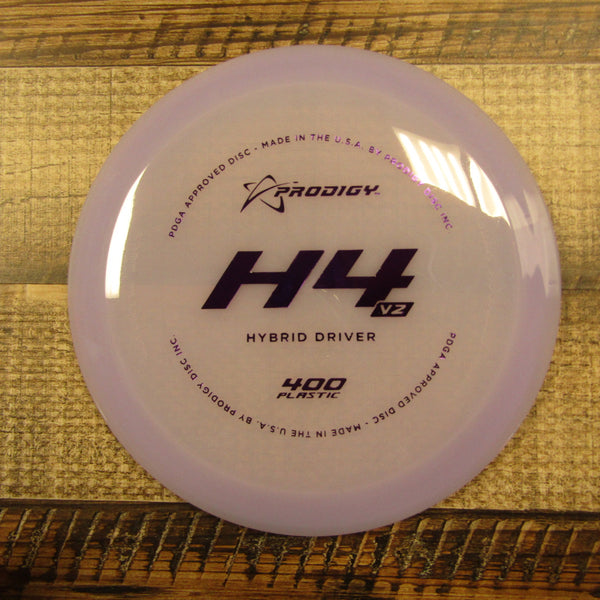 PDGA APPROVED DISC - MADE IN THE U.S.A. BY PRODIGY DISC INC.
PRODIGY
H4 V2
HYBRID DRIVER
400
PLASTIC
PDGA APPROVED DISC - MADE IN THE U.S.A. BY PRODIGY DISC INC.